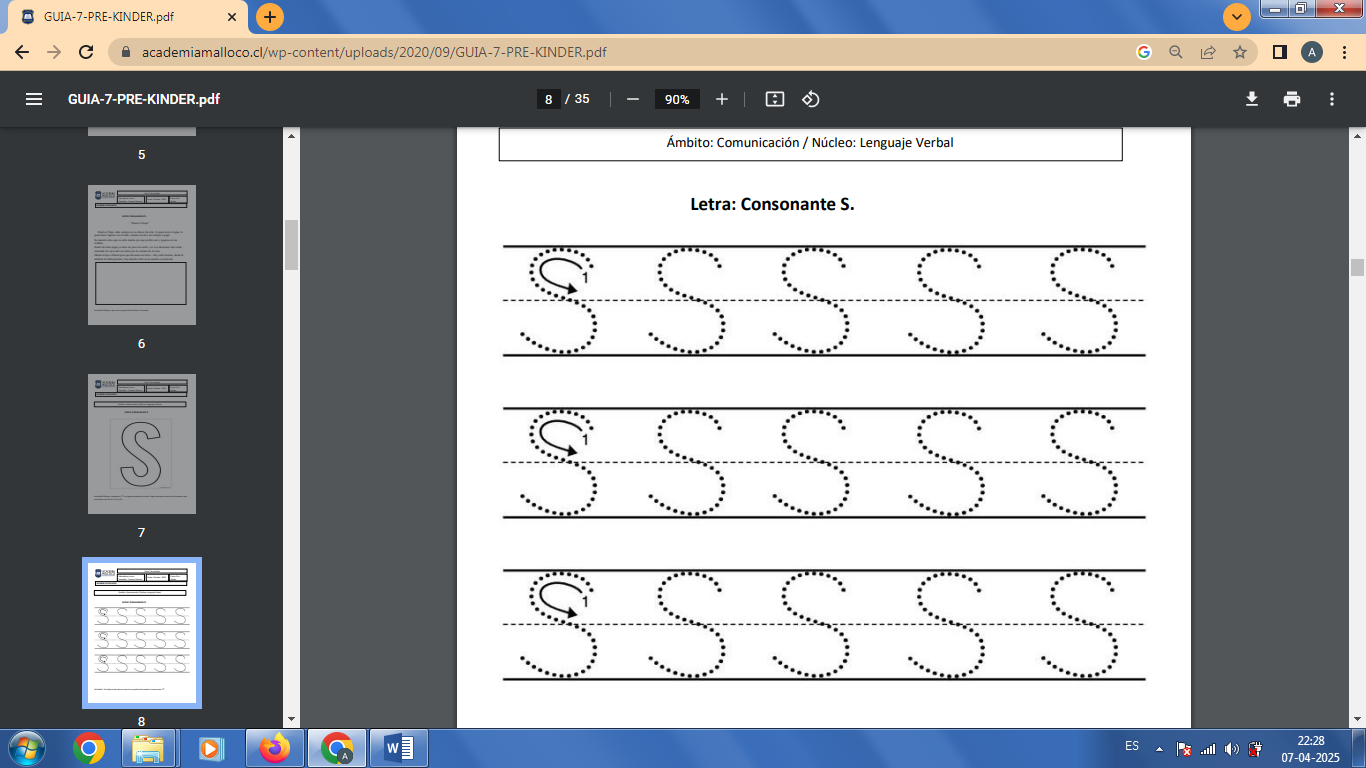 GUIA-7-PRE-KINDER.pdf
academiamalloco.cl/wp-content/uploads/2020/09/GUIA-7-PRE-KINDER.pdf
A
GUIA-7-PRE-KINDER.pdf
8 / 35
90%
5
6
7
8
S
Ámbito: Comunicación / Núcleo: Lenguaje Verbal
Letra: Consonante S.
S S S S S
1
S S S S S
1
S S S S S
1
ES
22:28
07-04-2025